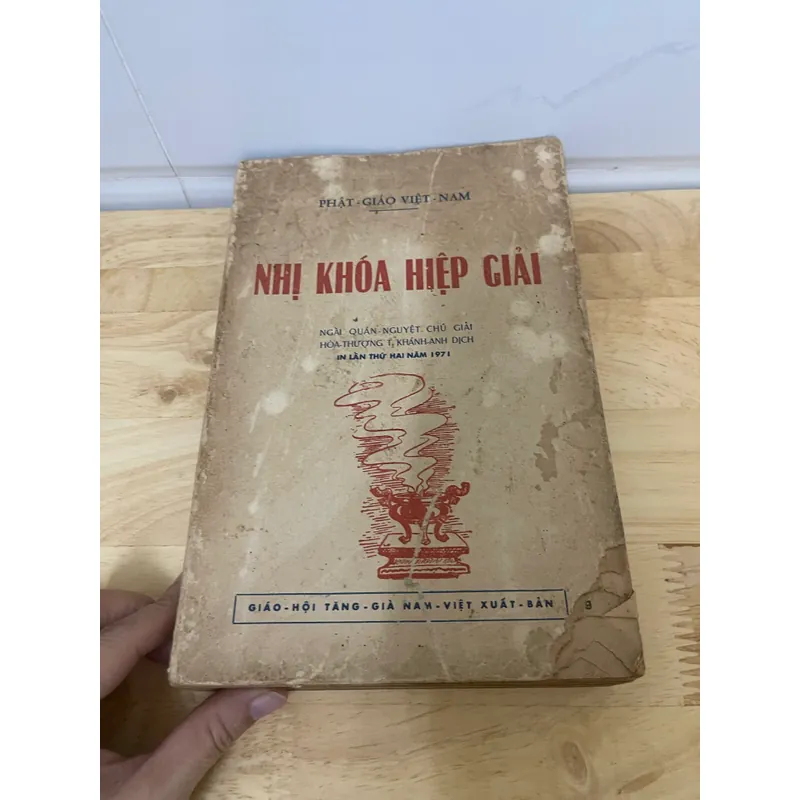 PHẬT-GIÁO VIỆT-NAM
NHỊ KHÓA HIỆP GIẢI
NGÀI QUÁN-NGUYỆT CHÚ GIẢI
HÒA-THƯỢNG T. KHÁNH-ANH DỊCH
IN LẦN THỨ HAI NĂM 1971
GIÁO-HỘI TĂNG-GIÀ NAM-VIỆT XUẤT-BẢN